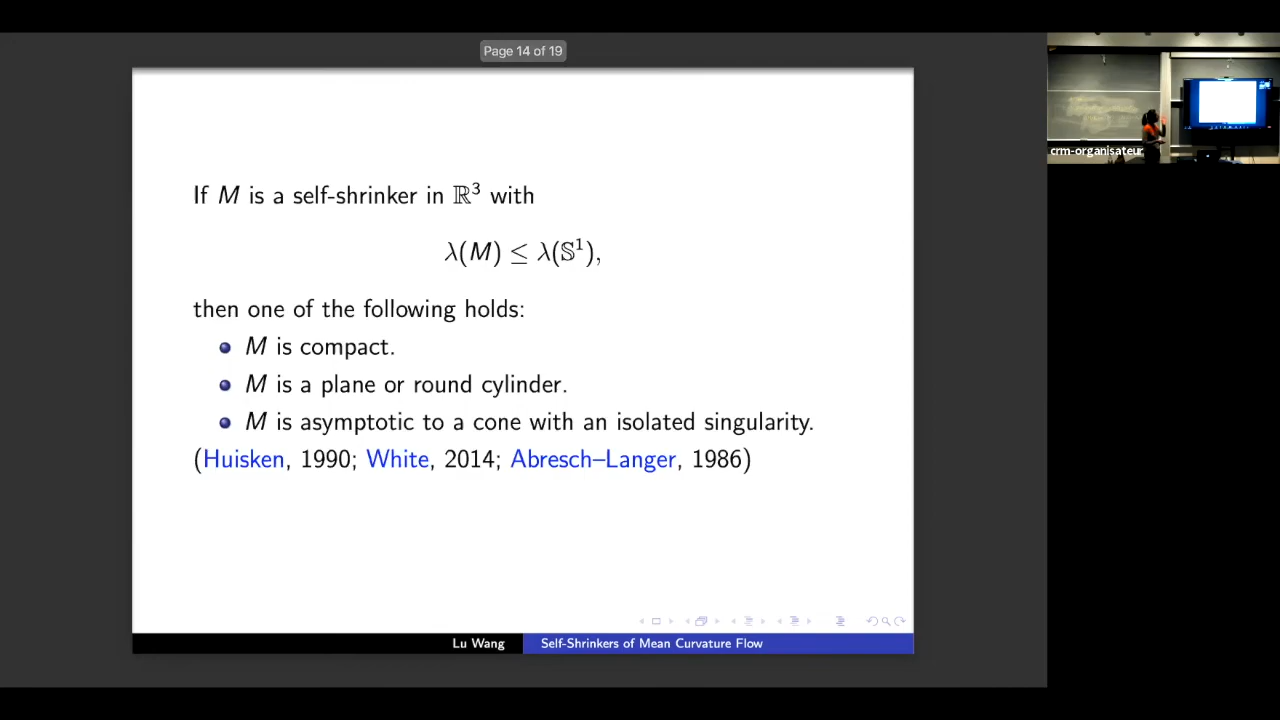 Page 14 of 19
If M is a self-shrinker in ℝ³ with
λ(M) ≤ λ(𝕊¹),
then one of the following holds:
M is compact.
M is a plane or round cylinder.
M is asymptotic to a cone with an isolated singularity.
(Huisken, 1990; White, 2014; Abresch–Langer, 1986)
Lu Wang
Self-Shrinkers of Mean Curvature Flow
crm-organisateur